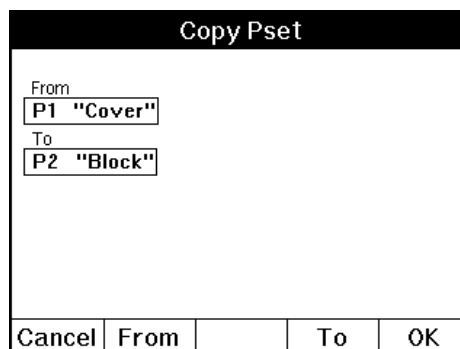 Copy Pset
From
P1 "Cover"
To
P2 "Block"
Cancel From To OK